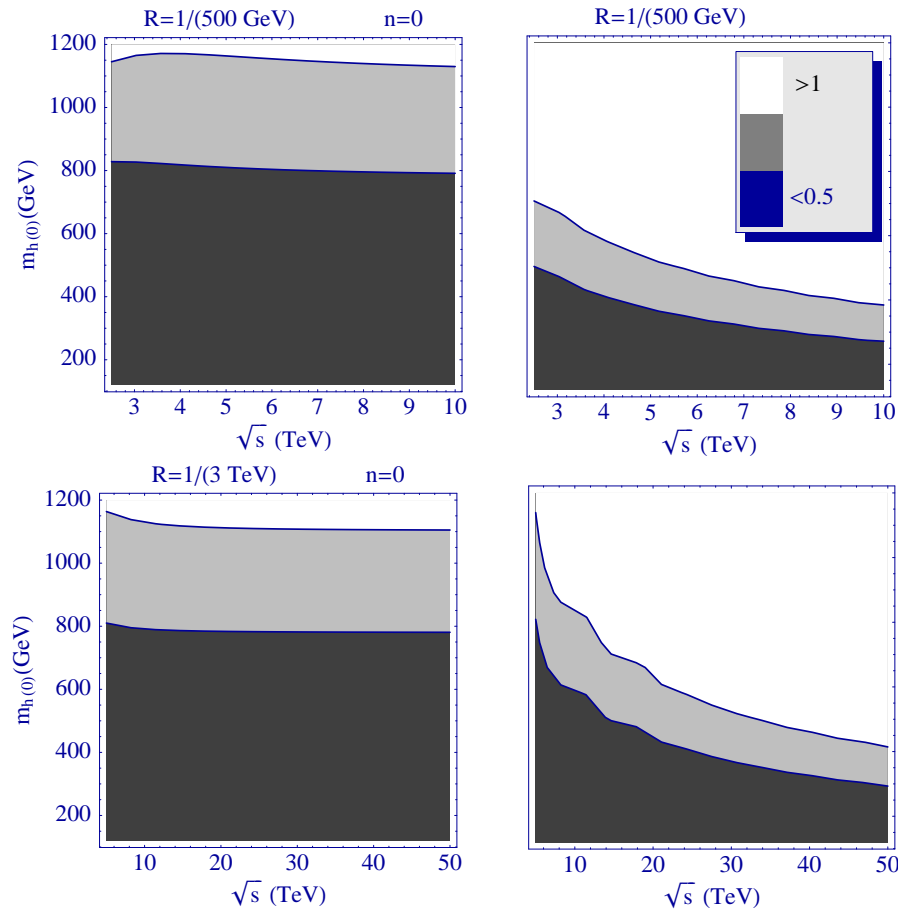 R=1/(500 GeV) n=0
1200
1000
800
600
400
200
m_h(0)(GeV)
3 4 5 6 7 8 9 10
√s (TeV)
R=1/(500 GeV)
>1
<0.5
3 4 5 6 7 8 9 10
√s (TeV)
R=1/(3 TeV) n=0
1200
1000
800
600
400
200
m_h(0)(GeV)
10 20 30 40 50
√s (TeV)
10 20 30 40 50
√s (TeV)